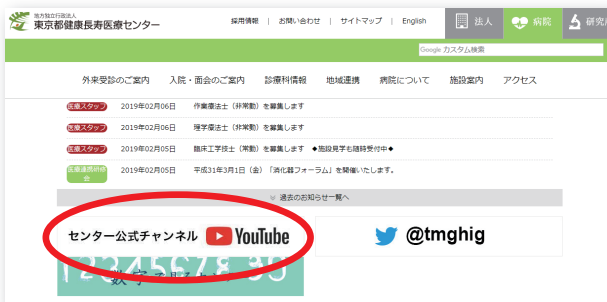 地方独立行政法人
東京都健康長寿医療センター
採用情報 | お問い合わせ | サイトマップ | English
法人
病院
研究
Google カスタム検索
外来受診のご案内 入院・面会のご案内 診療科情報 地域連携 病院について 施設案内 アクセス
医療スタッフ 2019年02月06日 作業療法士（非常勤）を募集します
医療スタッフ 2019年02月06日 理学療法士（非常勤）を募集します
医療スタッフ 2019年02月05日 臨床工学技士（常勤）を募集します ◆施設見学も随時受付中◆
2019年02月05日 平成31年3月1日（金）「消化器フォーラム」を開催いたします。
過去のお知らせ一覧へ
センター公式チャンネル YouTube
@tmghig
数字で見る